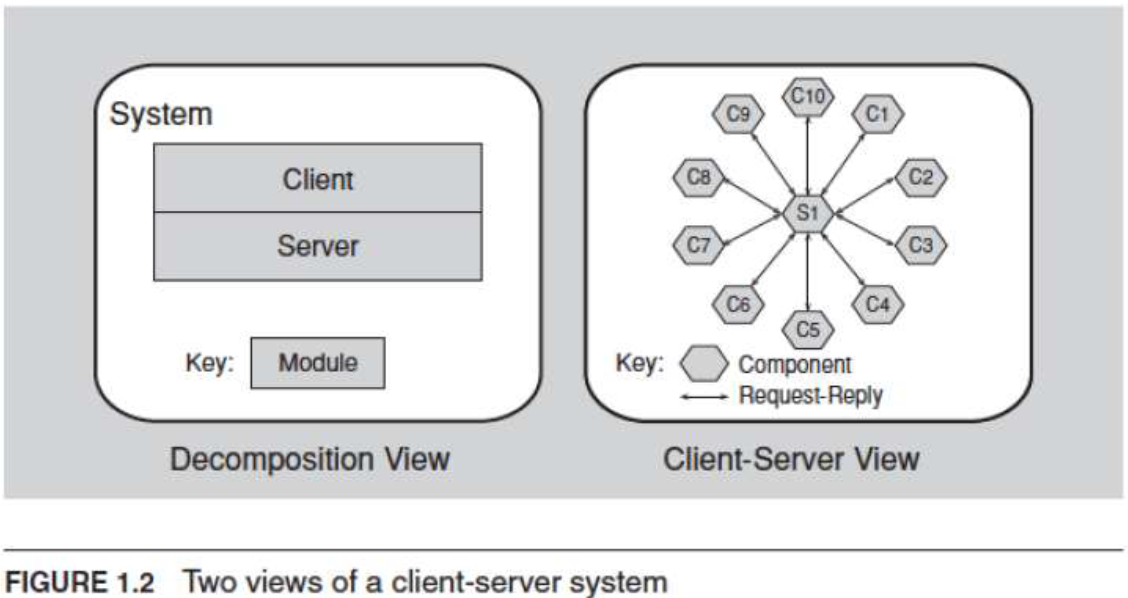 System
Client
Server
Key: Module
Decomposition View
C10
C9
C1
C8
C2
S1
C7
C3
C6
C4
C5
Key: Component
Request-Reply
Client-Server View
FIGURE 1.2 Two views of a client-server system